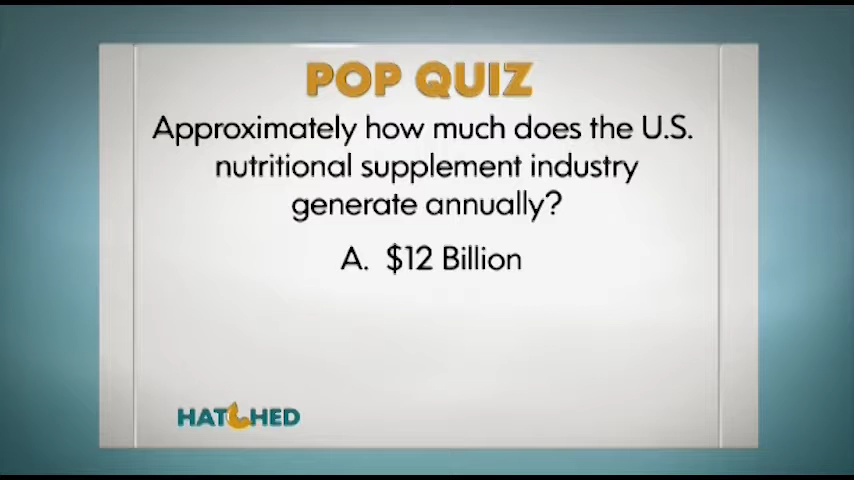 POP QUIZ
Approximately how much does the U.S.
nutritional supplement industry
generate annually?
A. $12 Billion
HATCHED